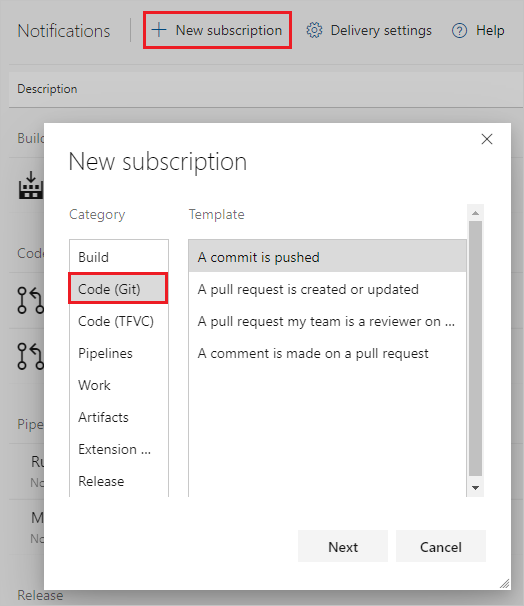 Notifications
New subscription
Delivery settings
Help
Description
Build
New subscription
Category
Template
Build
Code (Git)
Code (TFVC)
Pipelines
Work
Artifacts
Extension ...
Release
A commit is pushed
A pull request is created or updated
A pull request my team is a reviewer on ...
A comment is made on a pull request
Code
Pipe
Ru
No
M
No
Next
Cancel
Release